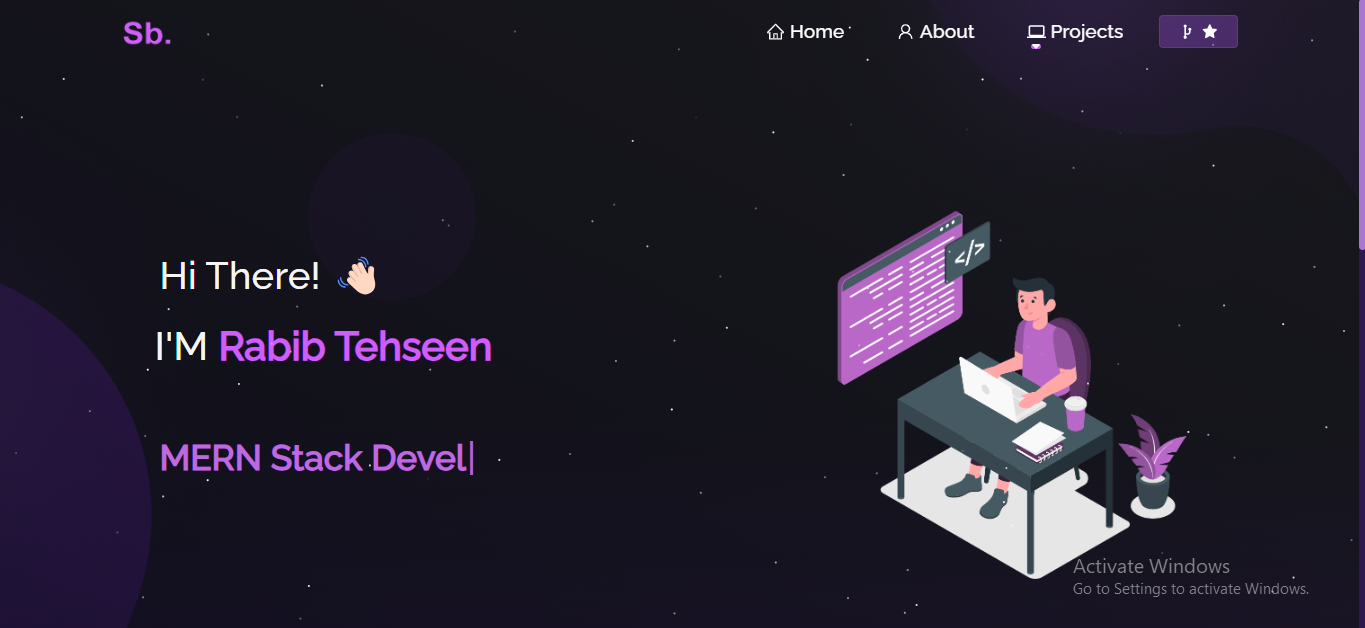 Sb.
Home
About
Projects
Hi There! 👋🏻
I'M Rabib Tehseen
MERN Stack Devel|
</>
Activate Windows
Go to Settings to activate Windows.